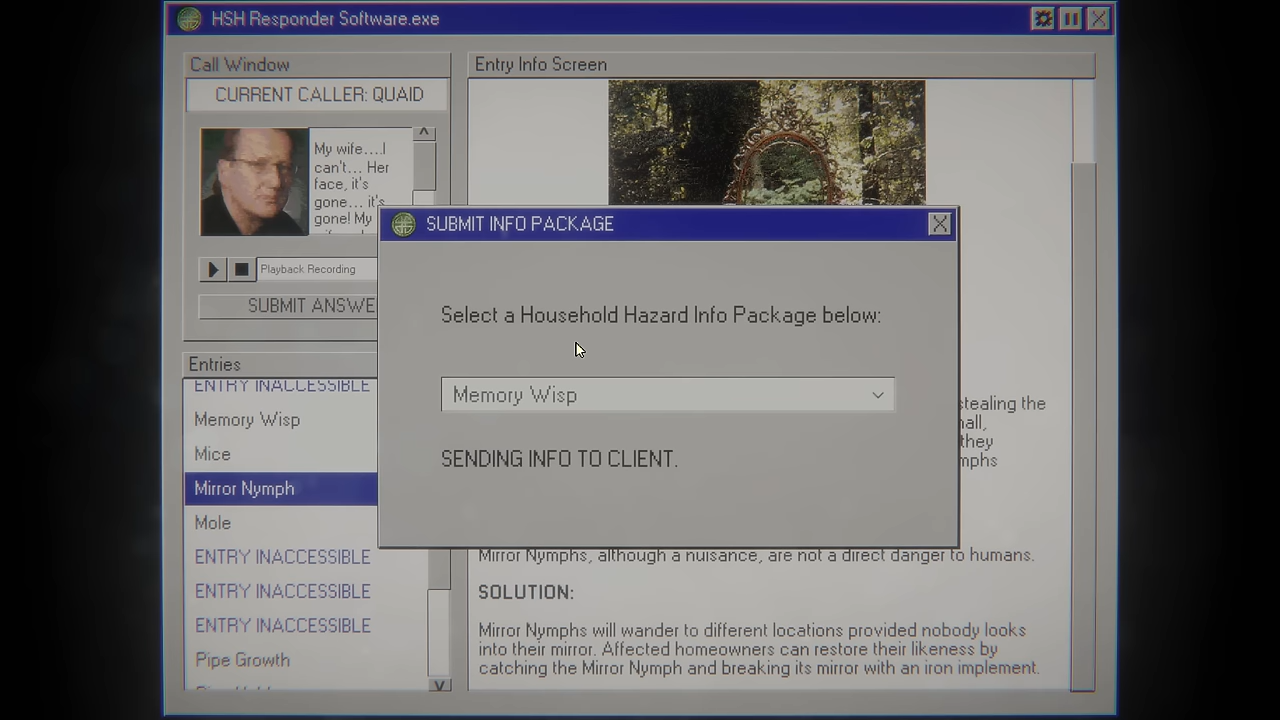 HSH Responder Software.exe
Call Window
CURRENT CALLER: QUAID
My wife....I
can't... Her
face, it's
gone... it's
gone! My
Playback Recording
SUBMIT ANSWE
Entries
ENTRY INACCESSIBLE
Memory Wisp
Mice
Mirror Nymph
Mole
ENTRY INACCESSIBLE
ENTRY INACCESSIBLE
ENTRY INACCESSIBLE
Pipe Growth
Entry Info Screen
SUBMIT INFO PACKAGE
Select a Household Hazard Info Package below:
Memory Wisp
SENDING INFO TO CLIENT.
stealing the
they
Mirror Nymphs, although a nuisance, are not a direct danger to humans.
SOLUTION:
Mirror Nymphs will wander to different locations provided nobody looks
into their mirror. Affected homeowners can restore their likeness by
catching the Mirror Nymph and breaking its mirror with an iron implement.